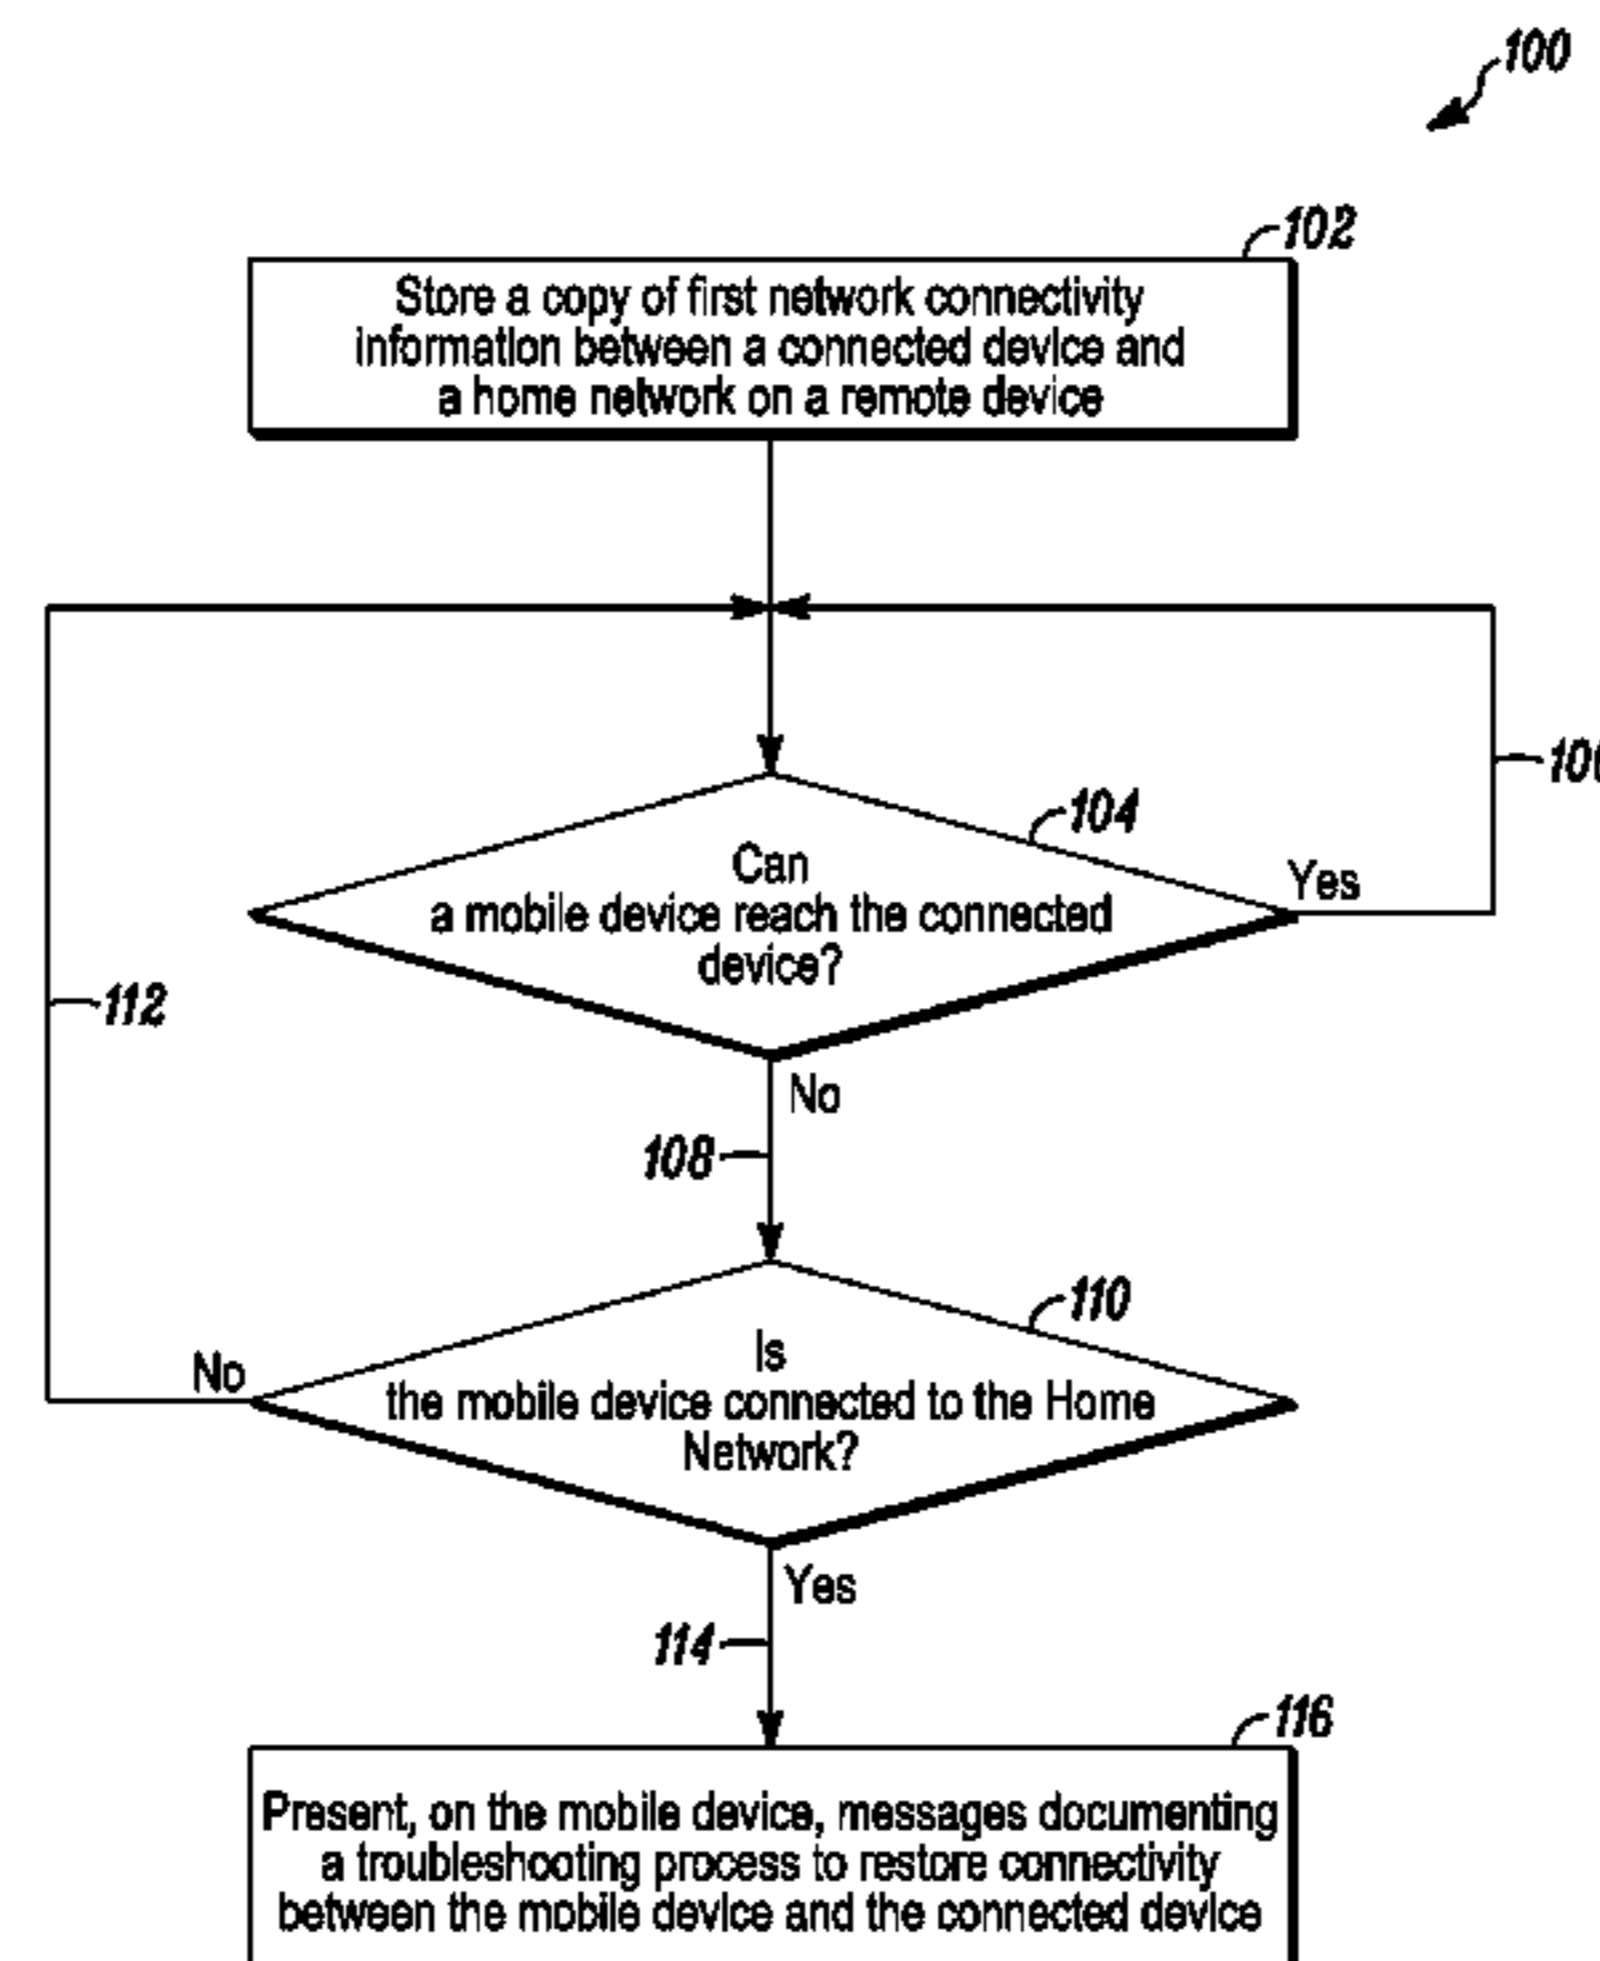 100
102
Store a copy of first network connectivity
information between a connected device and
a home network on a remote device
104
Can
a mobile device reach the connected
device?
Yes
112
No
108
110
Is
the mobile device connected to the Home
Network?
No
Yes
114
116
Present, on the mobile device, messages documenting
a troubleshooting process to restore connectivity
between the mobile device and the connected device